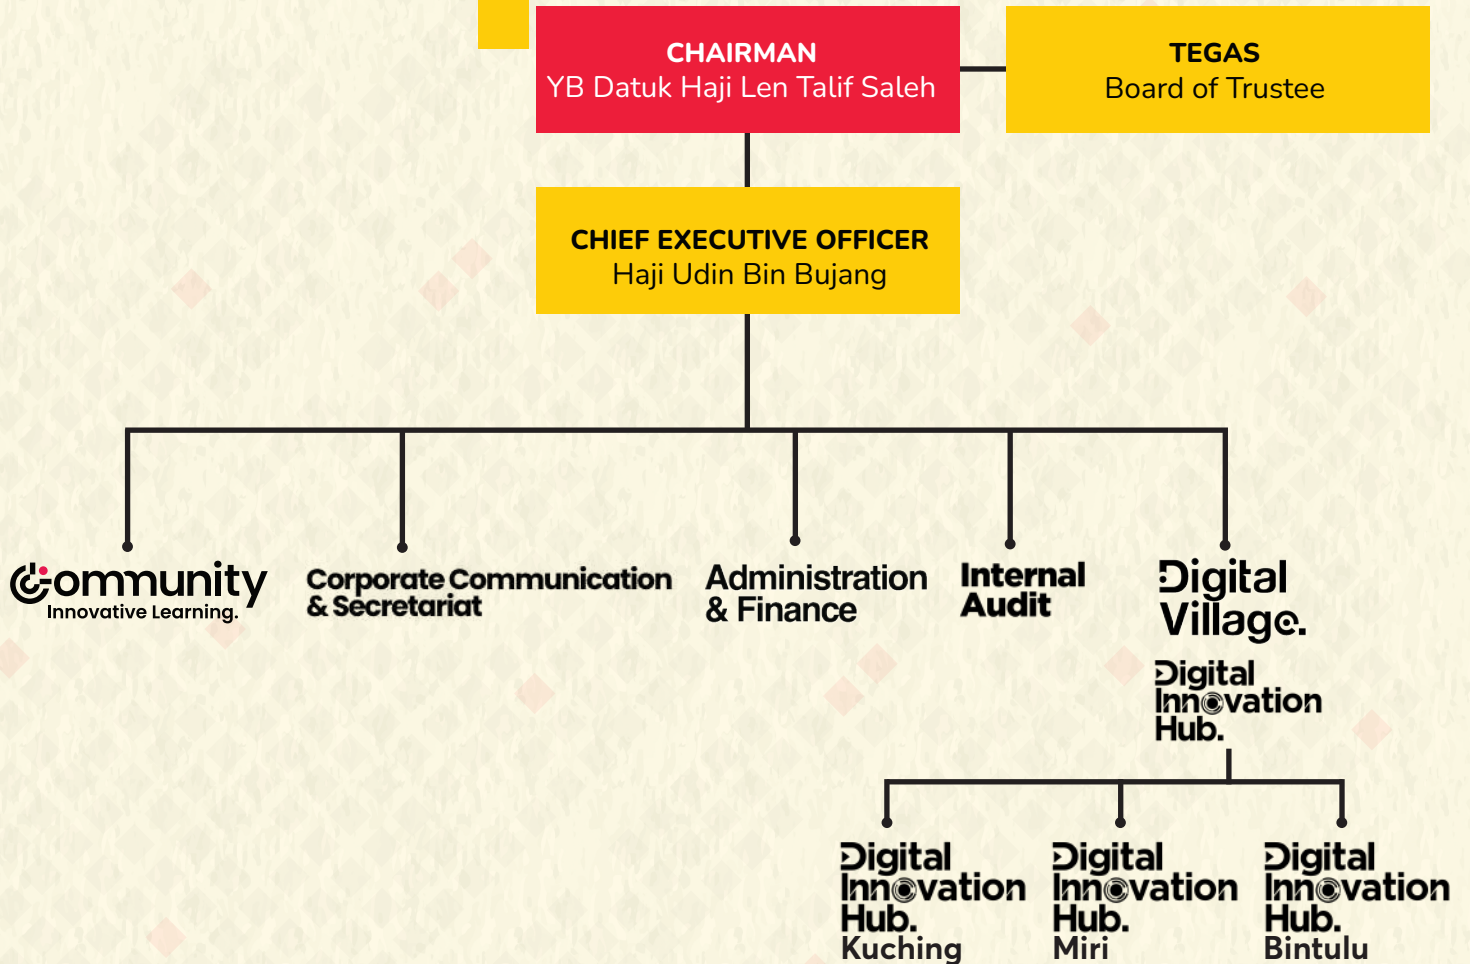 CHAIRMAN
YB Datuk Haji Len Talif Saleh
TEGAS
Board of Trustee
CHIEF EXECUTIVE OFFICER
Haji Udin Bin Bujang
Community
Innovative Learning.
Corporate Communication
& Secretariat
Administration
& Finance
Internal
Audit
Digital
Village.
Digital
Innovation
Hub.
Digital
Innovation
Hub.
Kuching
Digital
Innovation
Hub.
Miri
Digital
Innovation
Hub.
Bintulu